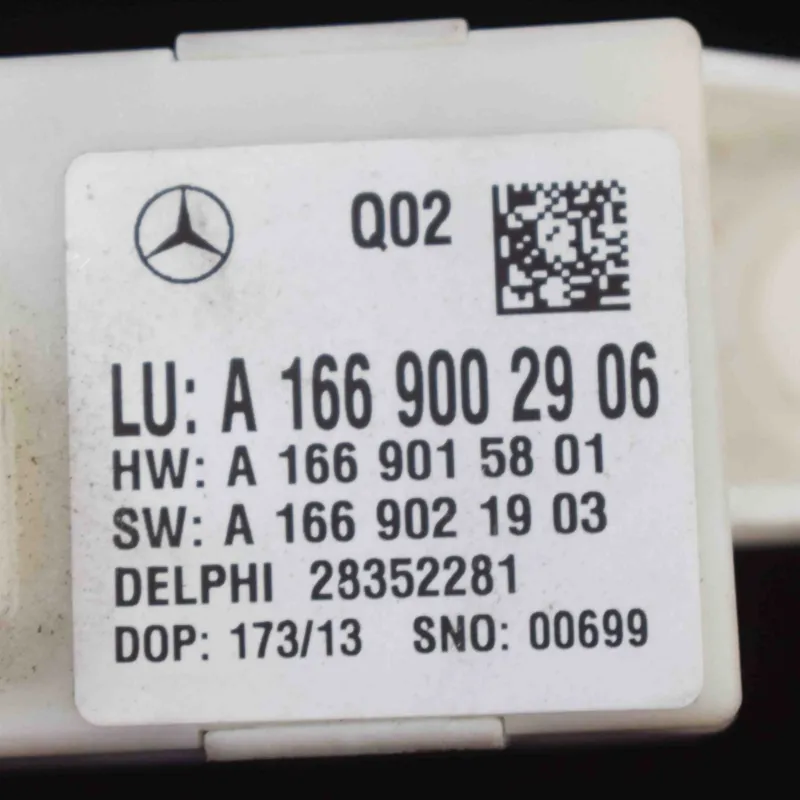 Q02
LU: A 166 900 29 06
HW: A 166 901 58 01
SW: A 166 902 19 03
DELPHI 28352281
DOP: 173/13 SNO: 00699